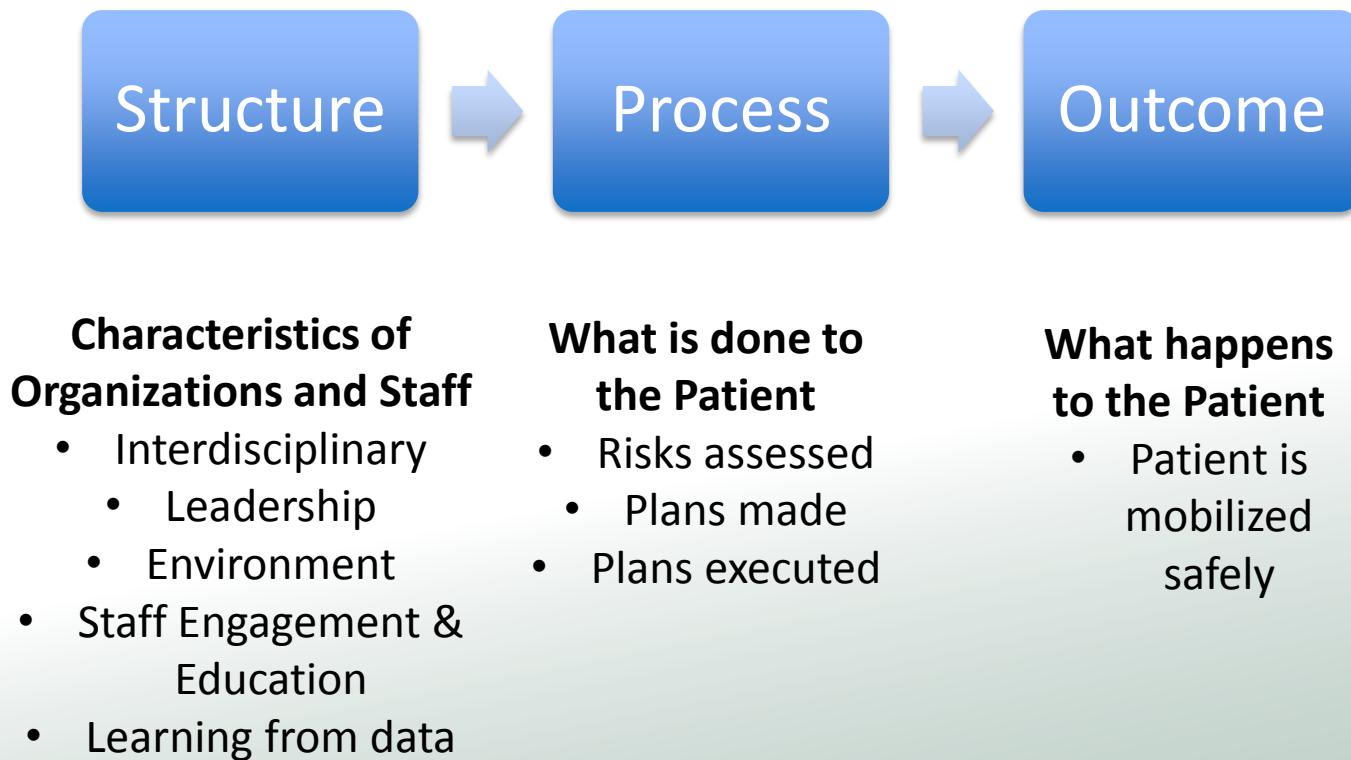 Structure
Process
Outcome
Characteristics of
Organizations and Staff
• Interdisciplinary
• Leadership
• Environment
• Staff Engagement &
Education
• Learning from data
What is done to
the Patient
• Risks assessed
• Plans made
• Plans executed
What happens
to the Patient
• Patient is
mobilized
safely